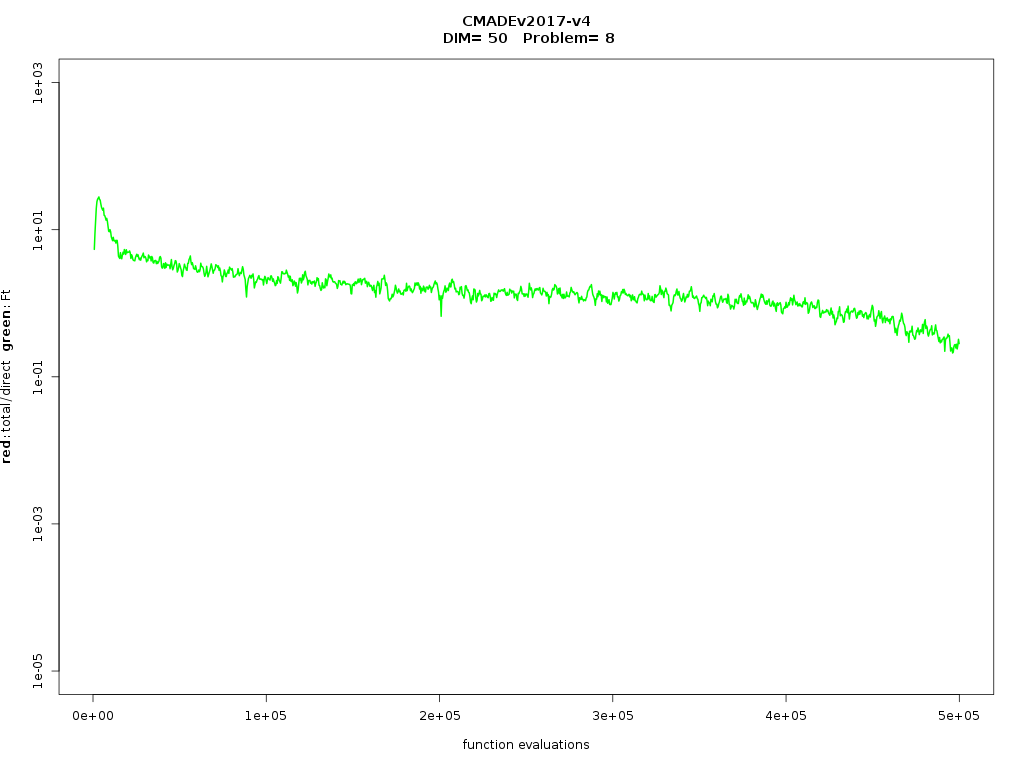 CMADEv2017-v4
DIM= 50 Problem= 8
red:total/direct green:Ft
1e+03
1e+01
1e-01
1e-03
1e-05
0e+00 1e+05 2e+05 3e+05 4e+05 5e+05
function evaluations